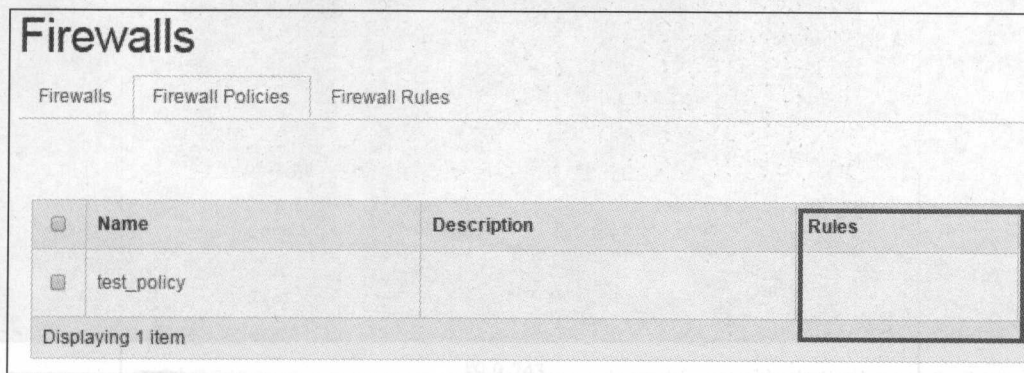 Firewalls
Firewalls Firewall Policies Firewall Rules
Name Description Rules
test_policy
Displaying 1 item